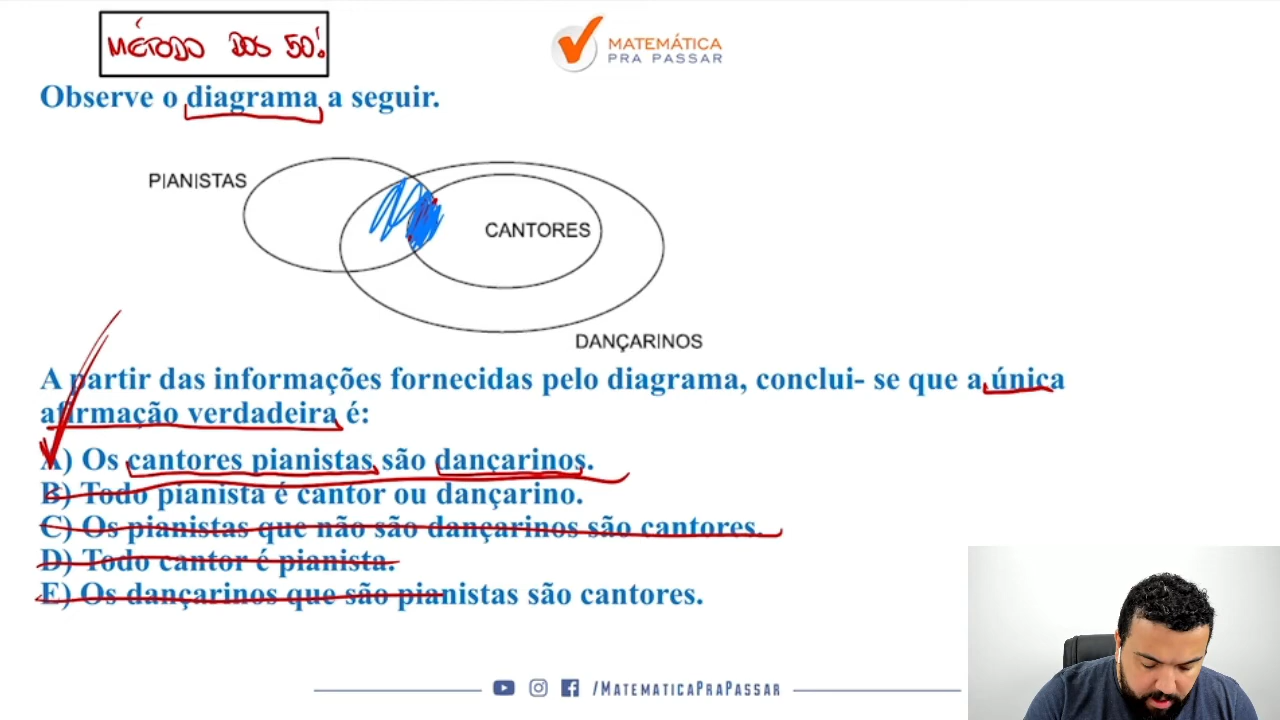 MÉTODO DOS 50!
MATEMÁTICA
PRA PASSAR
Observe o diagrama a seguir.
PIANISTAS
CANTORES
DANÇARINOS
A partir das informações fornecidas pelo diagrama, conclui- se que a única
afirmação verdadeira é:
A) Os cantores pianistas são dançarinos.
B) Todo pianista é cantor ou dançarino.
C) Os pianistas que não são dançarinos são cantores.
D) Todo cantor é pianista.
E) Os dançarinos que são pianistas são cantores.
/MATEMATICAPRAPASSAR